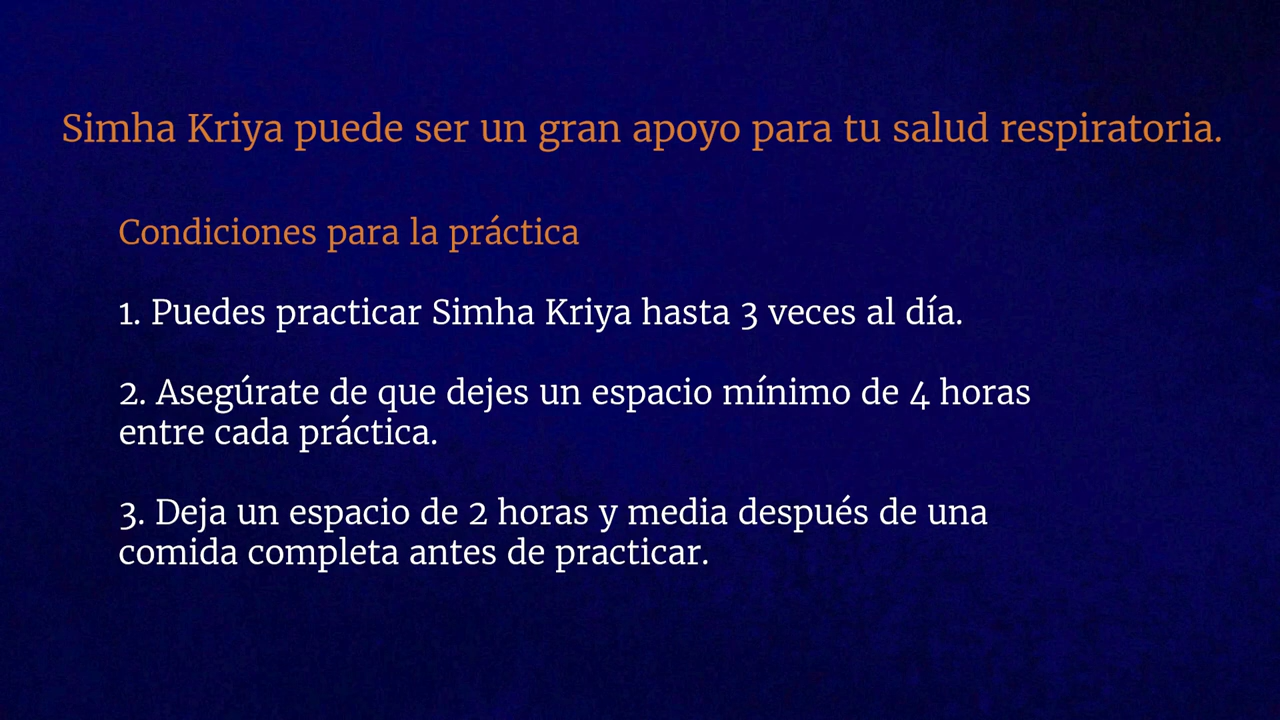 Simha Kriya puede ser un gran apoyo para tu salud respiratoria.
Condiciones para la práctica
1. Puedes practicar Simha Kriya hasta 3 veces al día.
2. Asegúrate de que dejes un espacio mínimo de 4 horas
entre cada práctica.
3. Deja un espacio de 2 horas y media después de una
comida completa antes de practicar.